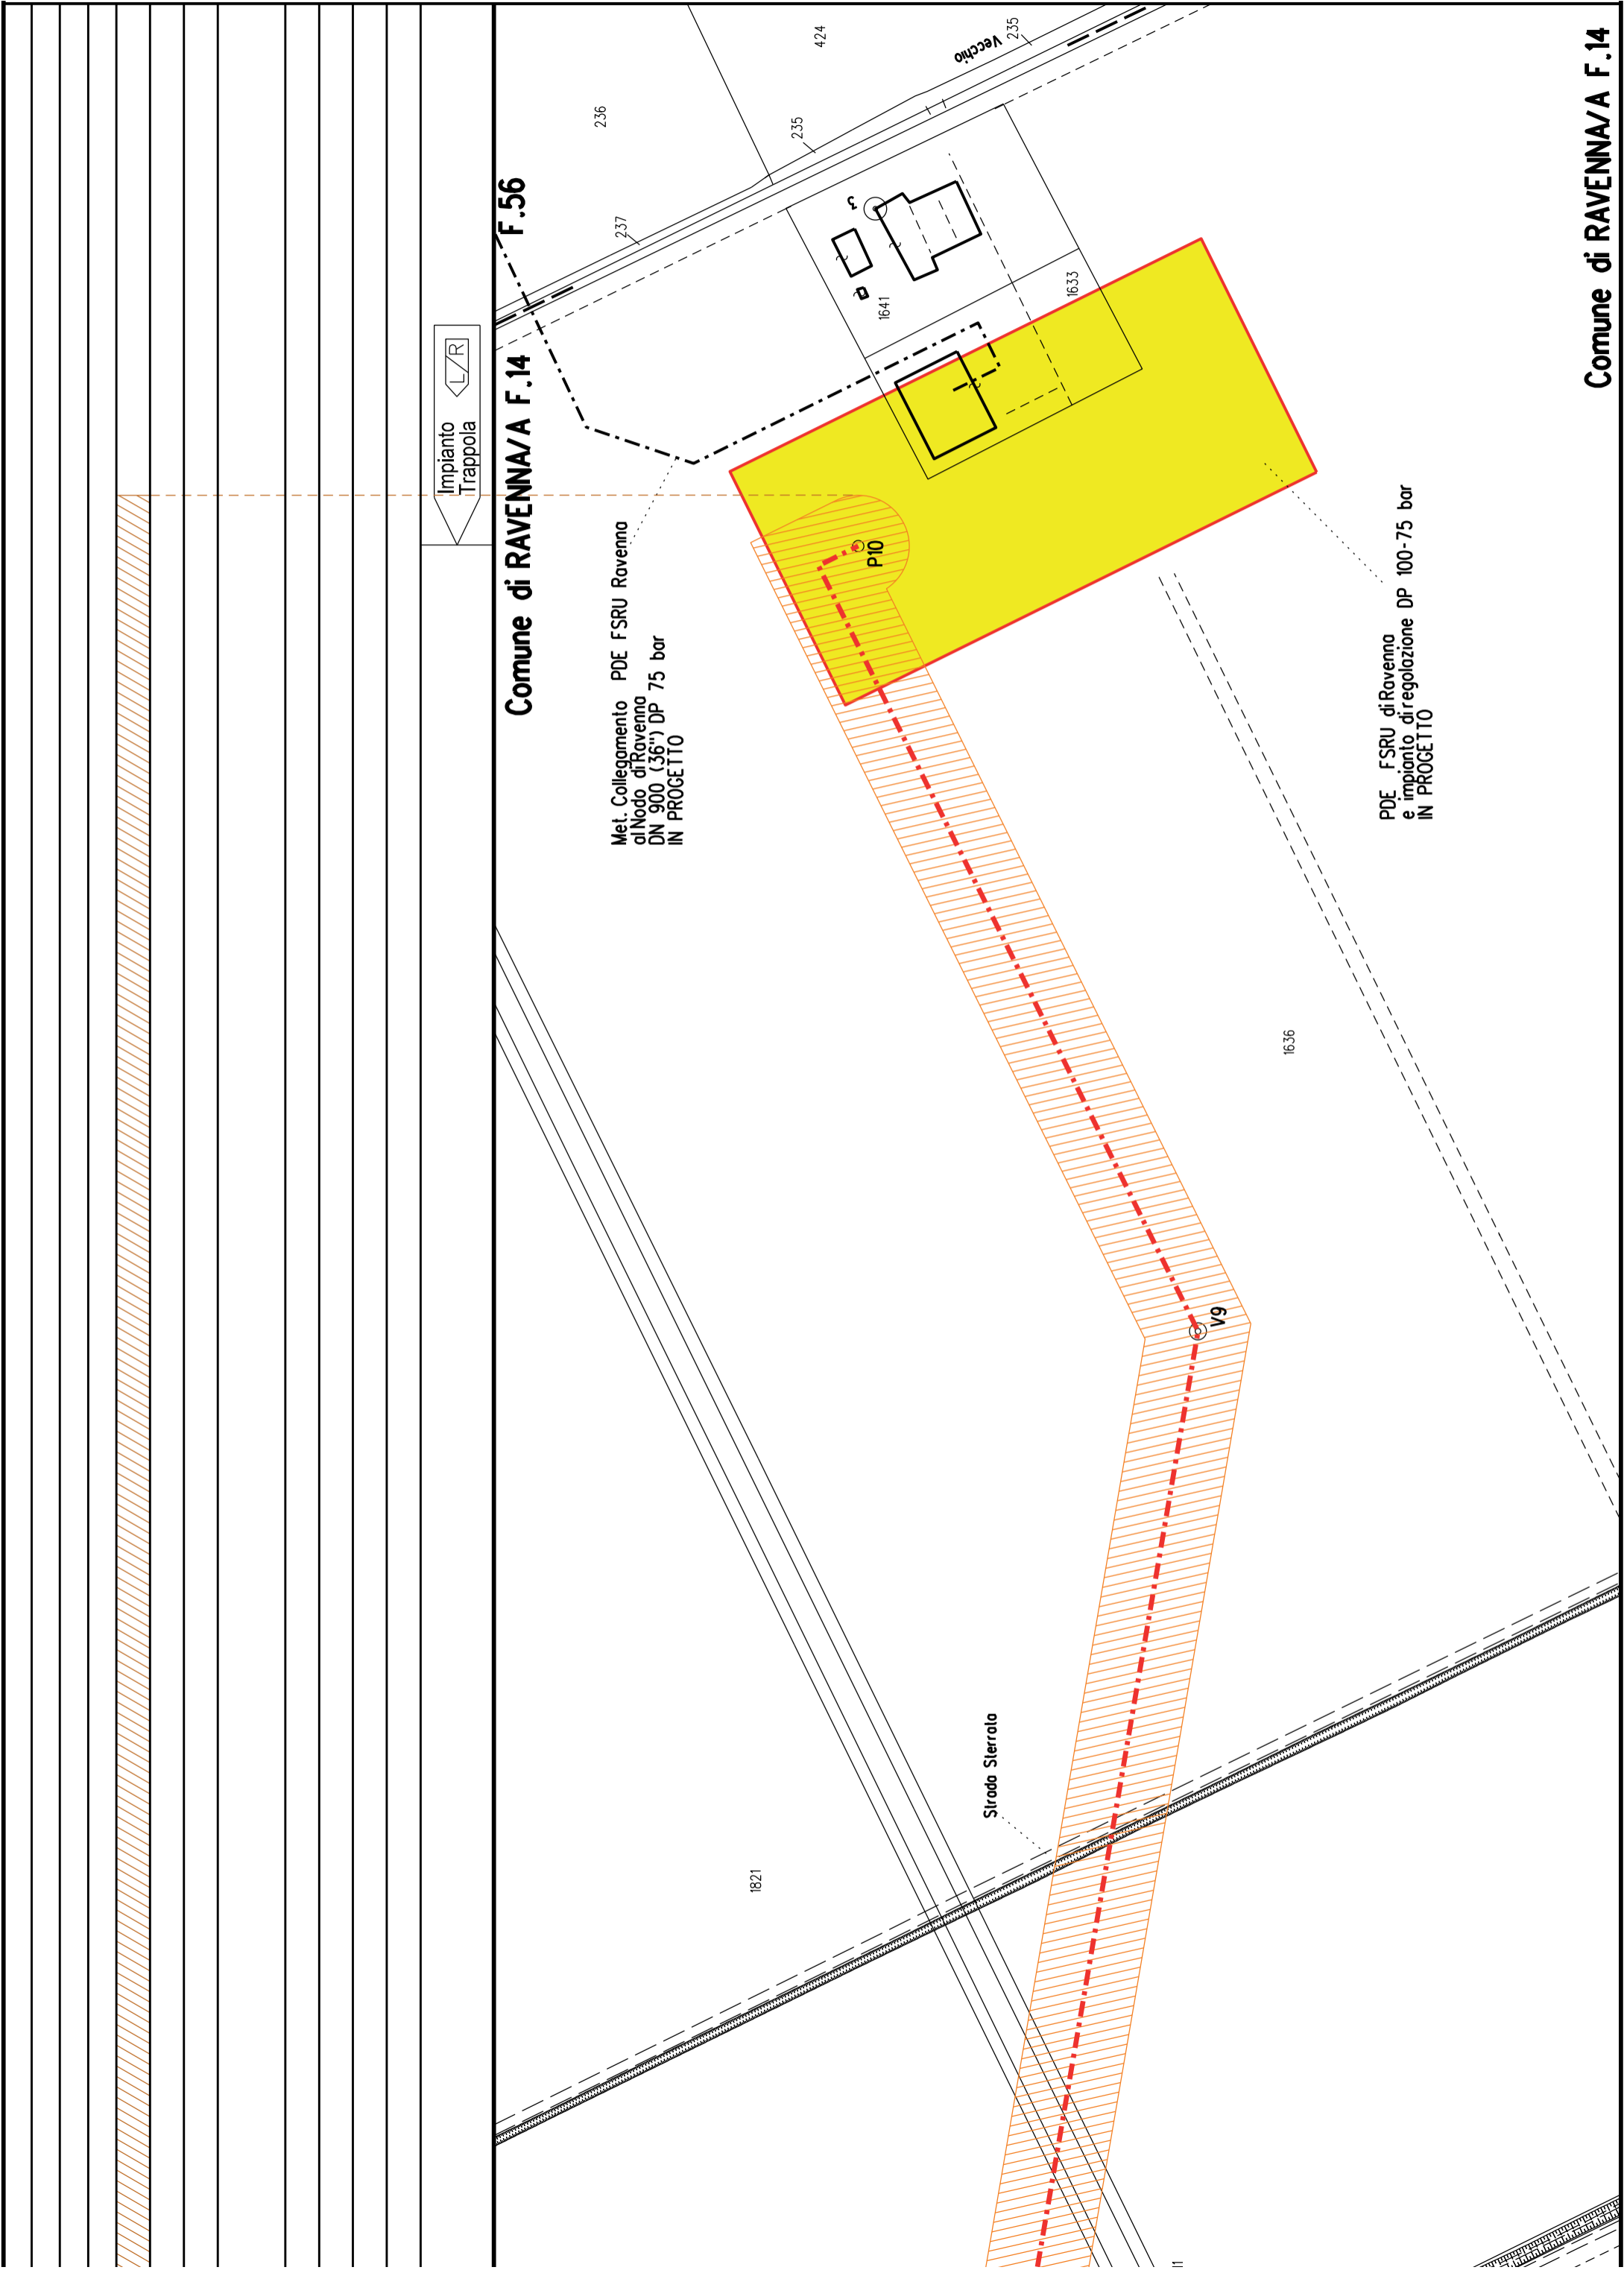 Comune di RAVENNA/A F.14
F.56
Comune di RAVENNA/A F.14
Impianto
Trappola
L/R
236
424
235
Vecchio
235
237
3
1641
1633
Met. Collegamento PDE FSRU Ravenna
al Nodo di Ravenna
DN 900 (36") DP 75 bar
IN PROGETTO
P10
PDE FSRU di Ravenna
e impianto di regolazione DP 100-75 bar
IN PROGETTO
1636
V9
Strada Sterrata
1821